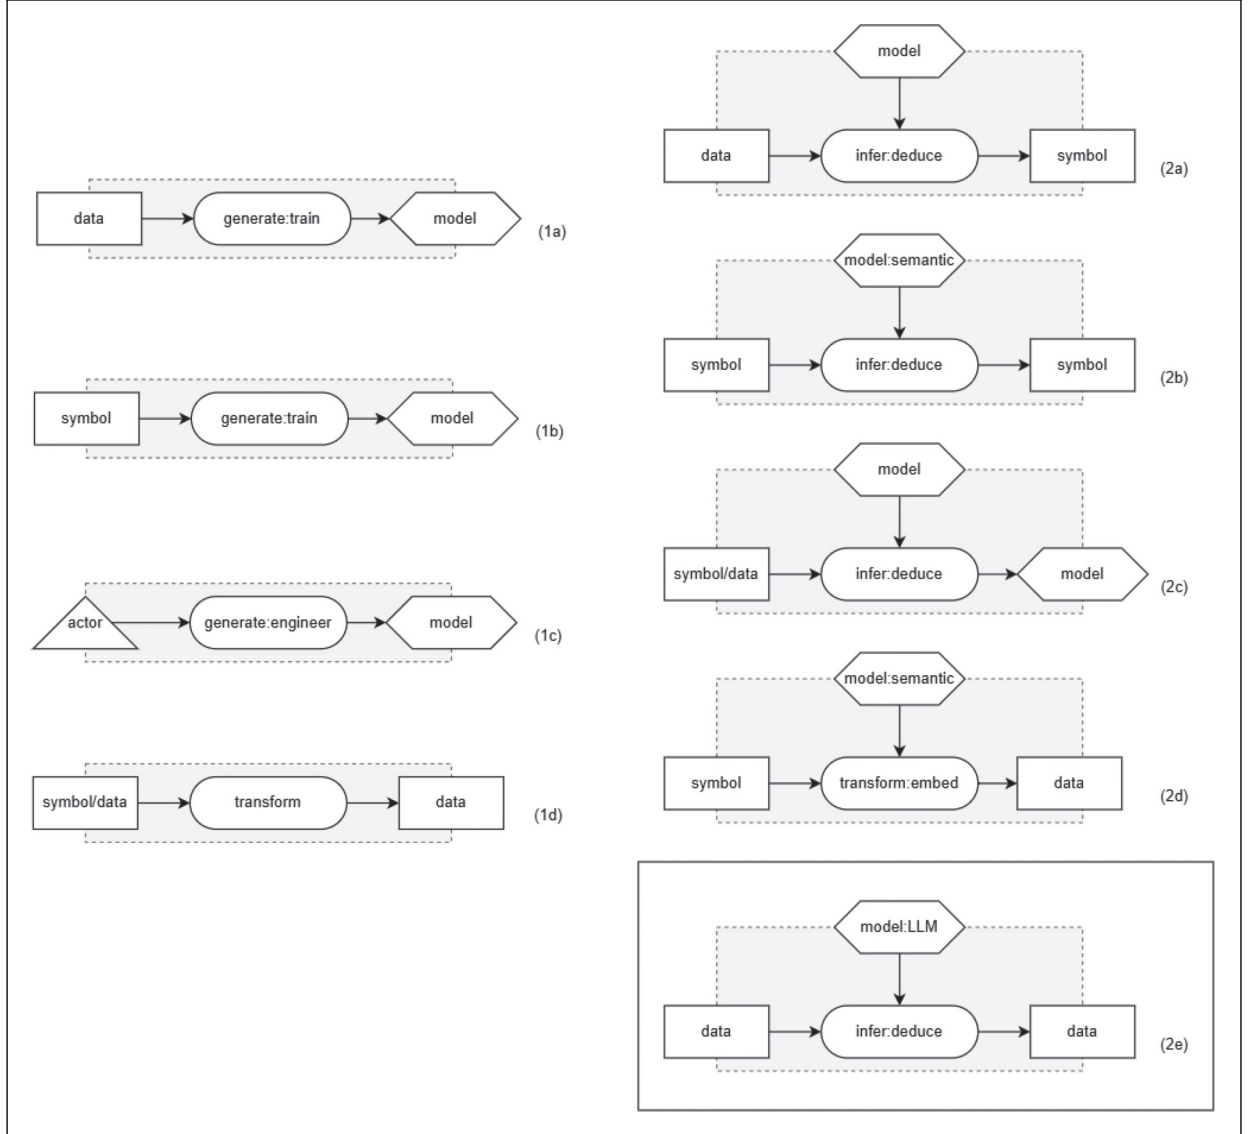 data
generate:train
model
(1a)
symbol
generate:train
model
(1b)
actor
generate:engineer
model
(1c)
symbol/data
transform
data
(1d)
model
data
infer:deduce
symbol
(2a)
model:semantic
symbol
infer:deduce
symbol
(2b)
model
symbol/data
infer:deduce
model
(2c)
model:semantic
symbol
transform:embed
data
(2d)
model:LLM
data
infer:deduce
data
(2e)